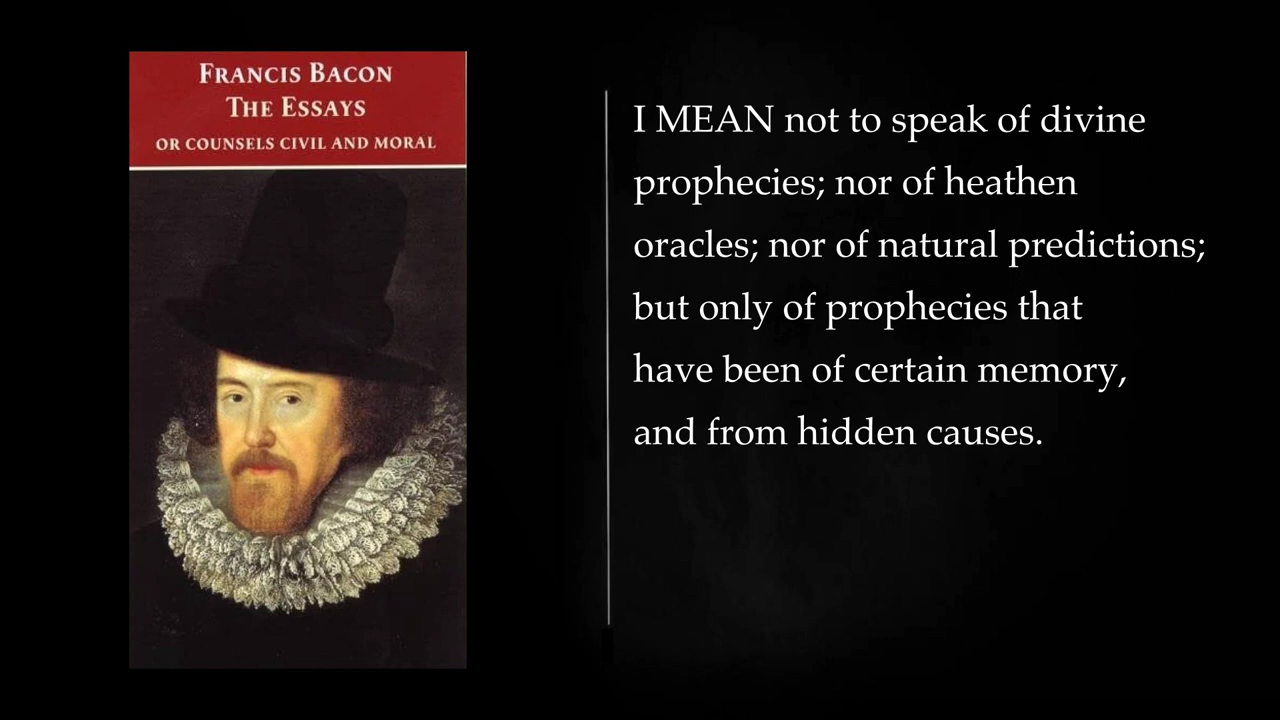 FRANCIS BACON
THE ESSAYS
OR COUNSELS CIVIL AND MORAL
I MEAN not to speak of divine
prophecies; nor of heathen
oracles; nor of natural predictions;
but only of prophecies that
have been of certain memory,
and from hidden causes.